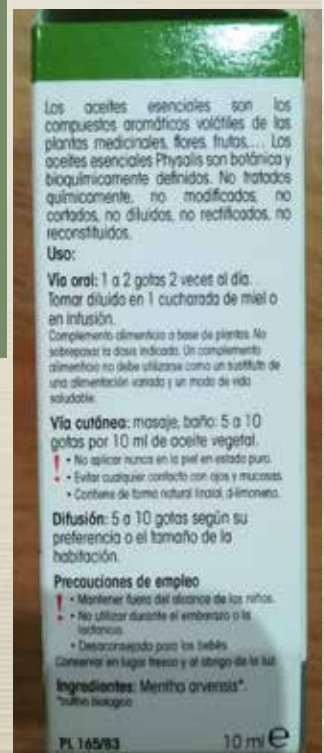 Los aceites esenciales son los
compuestos aromáticos volátiles de las
plantas medicinales, flores, frutas.... Los
aceites esenciales Physalis son botánica y
bioquímicamente definidos. No tratados
químicamente, no modificados, no
cortados, no diluidos, no rectificados, no
reconstituidos.
Uso:
Vía oral: 1 a 2 gotas 2 veces al día.
Tomar diluido en 1 cucharada de miel o
en infusión.
Complemento alimenticio a base de plantas. No
sobrepasar la dosis indicada. Un complemento
alimenticio no debe utilizarse como un sustituto de
una alimentación variada y un modo de vida
saludable.
Vía cutánea: masaje, baño: 5 a 10
gotas por 10 ml de aceite vegetal.
! • No aplicar nunca en la piel en estado puro.
• Evitar cualquier contacto con ojos y mucosas.
• Contiene de forma natural linalol, d-limoneno.
Difusión: 5 a 10 gotas según su
preferencia o el tamaño de la
habitación.
Precauciones de empleo
! • Mantener fuera del alcance de los niños.
• No utilizar durante el embarazo o la
lactancia.
• Desaconsejado para los bebés
Conservar en lugar fresco y al abrigo de la luz.
Ingredientes: Mentha arvensis*.
*cultivo biológico
PL 165/83 10 ml e